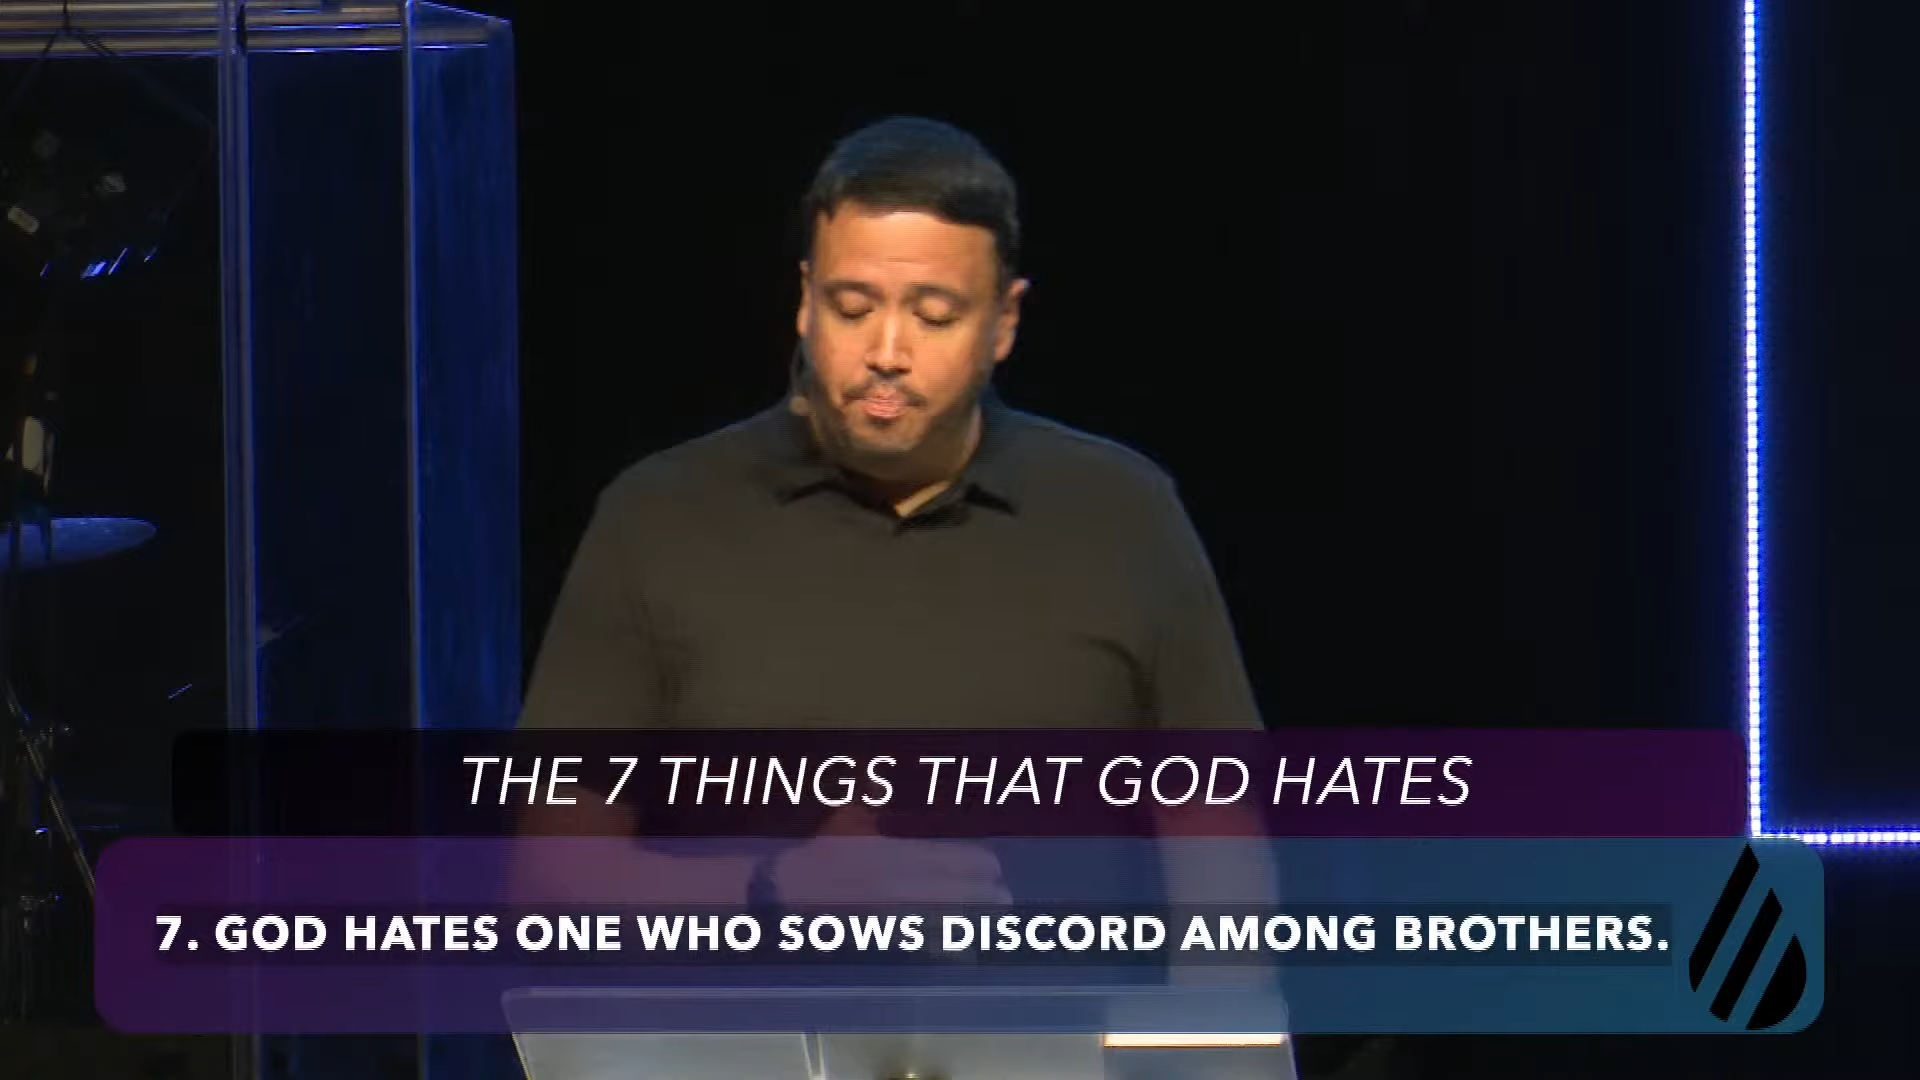 THE 7 THINGS THAT GOD HATES
7. GOD HATES ONE WHO SOWS DISCORD AMONG BROTHERS.